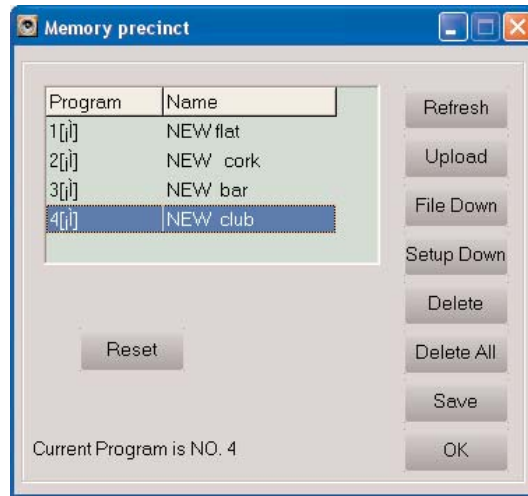 Memory precinct
Program Name
1[¡Ì] NEW flat
2[¡Ì] NEW cork
3[¡Ì] NEW bar
4[¡Ì] NEW club
Refresh
Upload
File Down
Setup Down
Delete
Delete All
Save
OK
Reset
Current Program is NO. 4